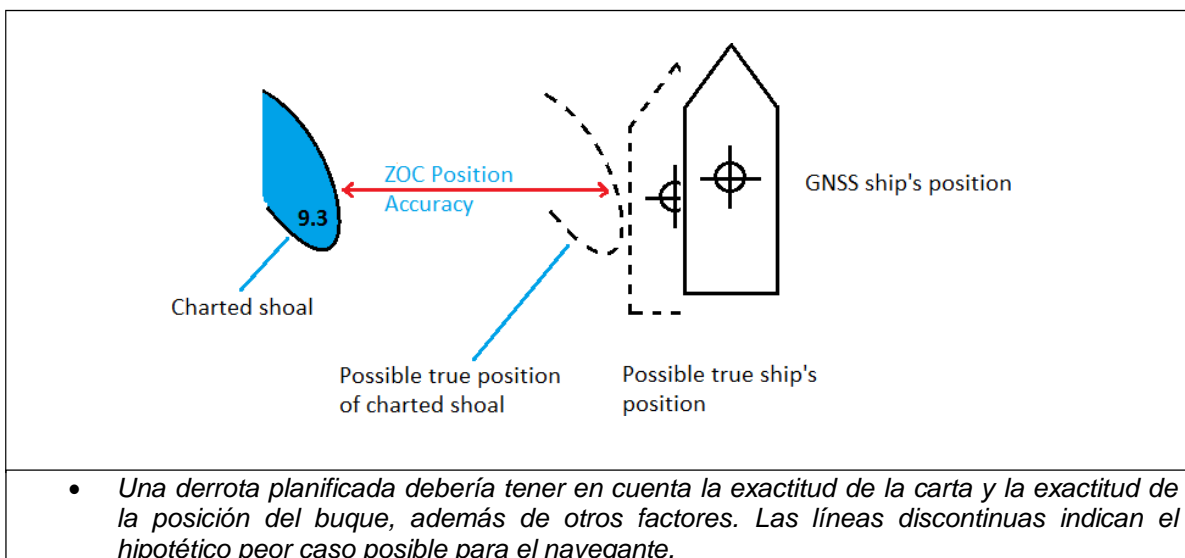 ZOC Position
Accuracy
GNSS ship's position
9.3
Charted shoal
Possible true position
of charted shoal
Possible true ship's
position
• Una derrota planificada debería tener en cuenta la exactitud de la carta y la exactitud de
la posición del buque, además de otros factores. Las líneas discontinuas indican el
hipotético peor caso posible para el navegante.